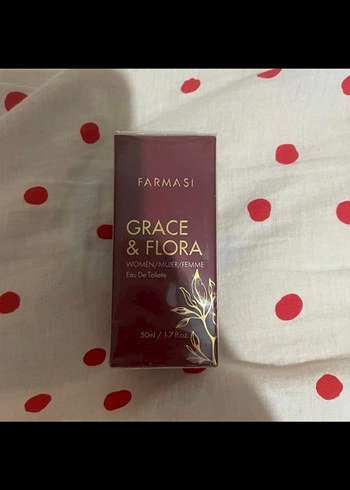 FARMASI
GRACE
& FLORA
WOMEN/MUJER/FEMME
Eau De Toilette
50ml / 1.7 fl.oz.